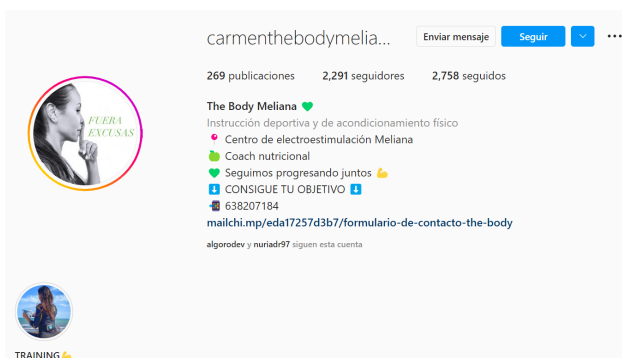 carmenthebodymelia...
Enviar mensaje
Seguir
269 publicaciones 2,291 seguidores 2,758 seguidos
FUERA
EXCUSAS
The Body Meliana 💚
Instrucción deportiva y de acondicionamiento físico
📍 Centro de electroestimulación Meliana
🍏 Coach nutricional
💚 Seguimos progresando juntos 💪
⬇️ CONSIGUE TU OBJETIVO ⬇️
📲 638207184
mailchi.mp/eda17257d3b7/formulario-de-contacto-the-body
algorodev y nuriadr97 siguen esta cuenta
TRAINING💪